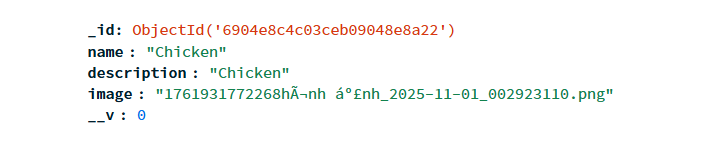 _id: ObjectId('6904e8c4c03ceb09048e8a22')
name : "Chicken"
description : "Chicken"
image : "1761931772268hÃ¬nh áº£nh_2025-11-01_002923110.png"
__v : 0